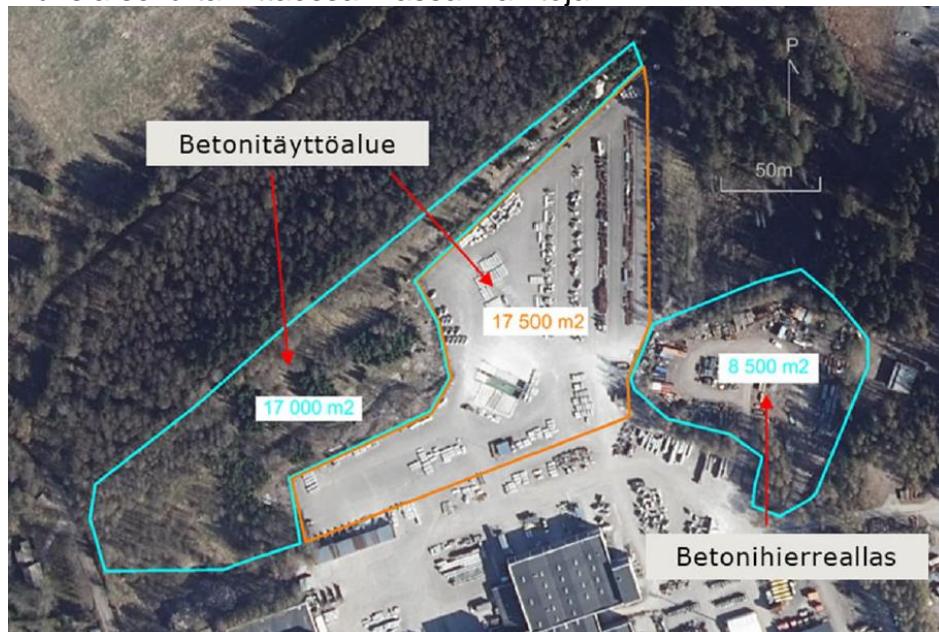 P
Betonitäyttöalue
50m
17 500 m2
8 500 m2
17 000 m2
Betonihierreallas